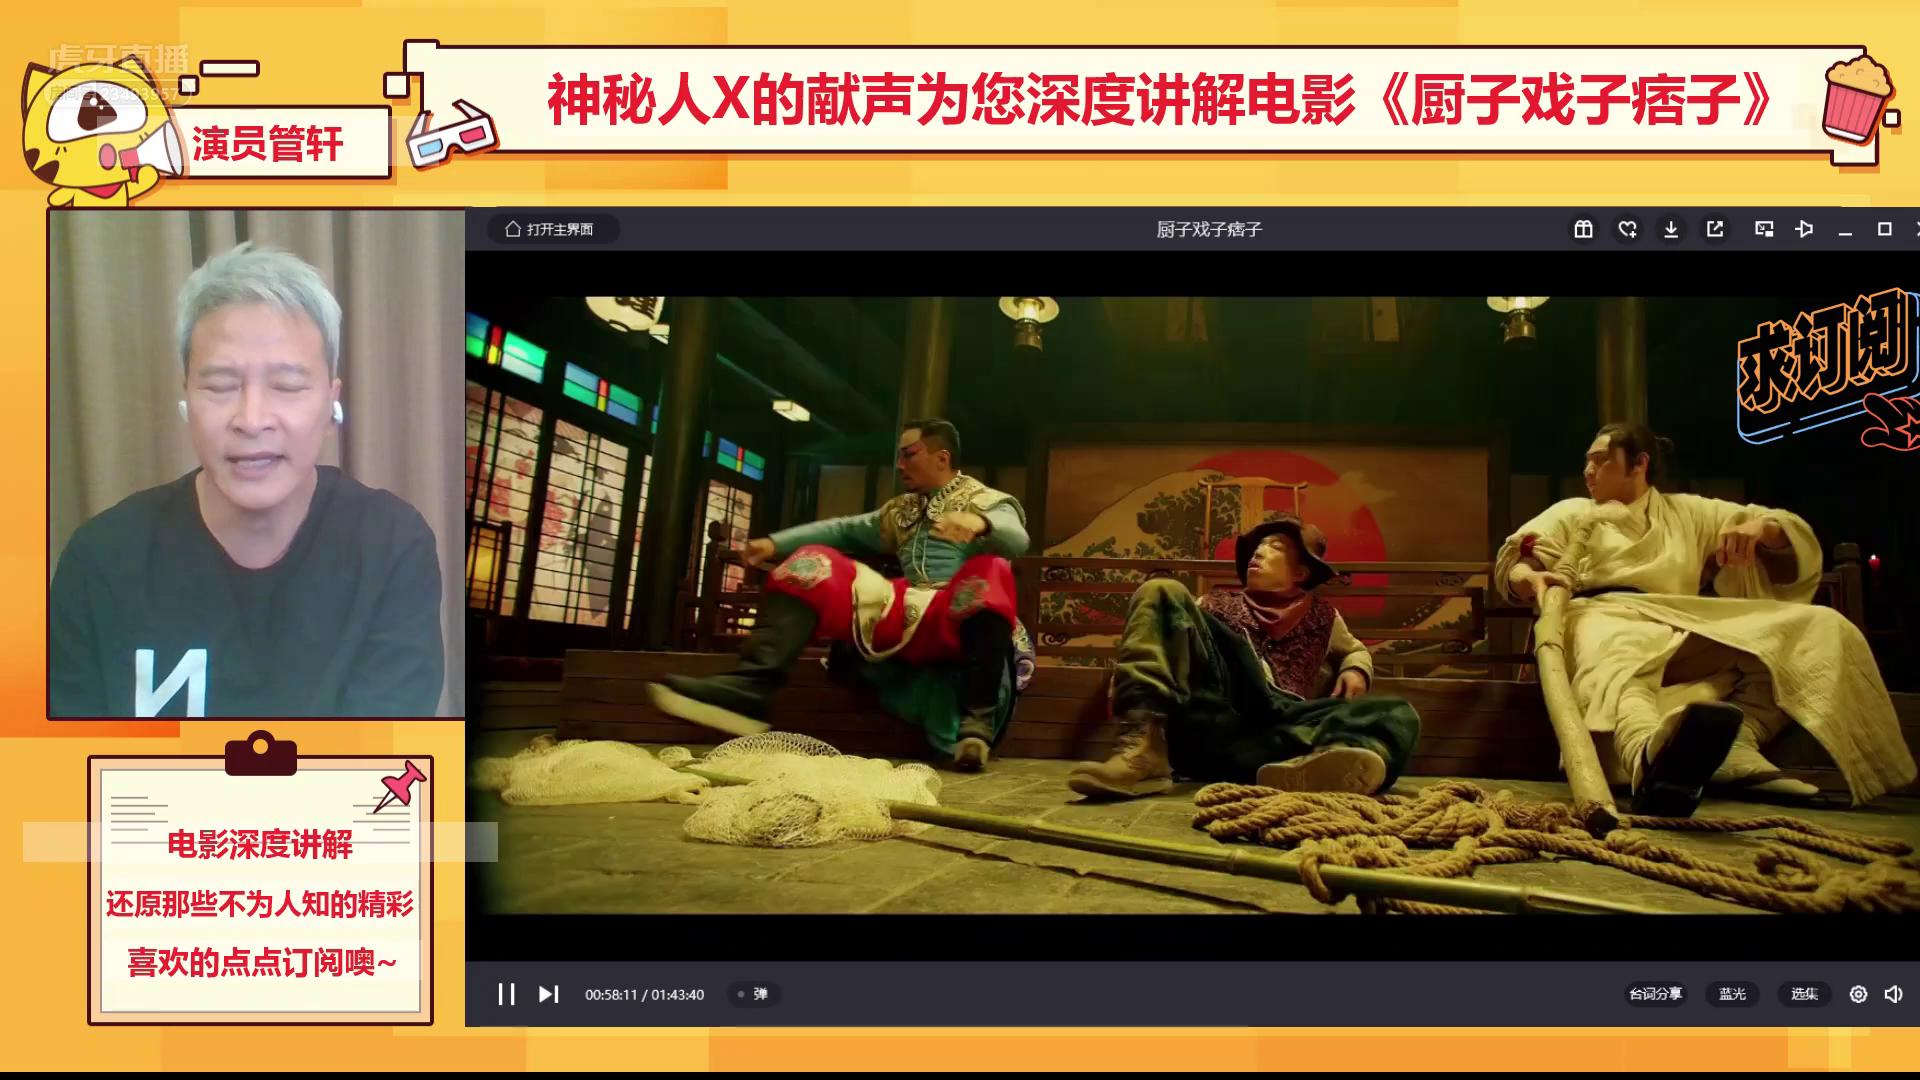 虎牙直播
房间号 23493957
神秘人X的献声为您深度讲解电影《厨子戏子痞子》
演员管轩
打开主界面
厨子戏子痞子
求订阅
N
电影深度讲解
还原那些不为人知的精彩
喜欢的点点订阅噢~
00:58:11 / 01:43:40
弹
台词分享
蓝光
选集